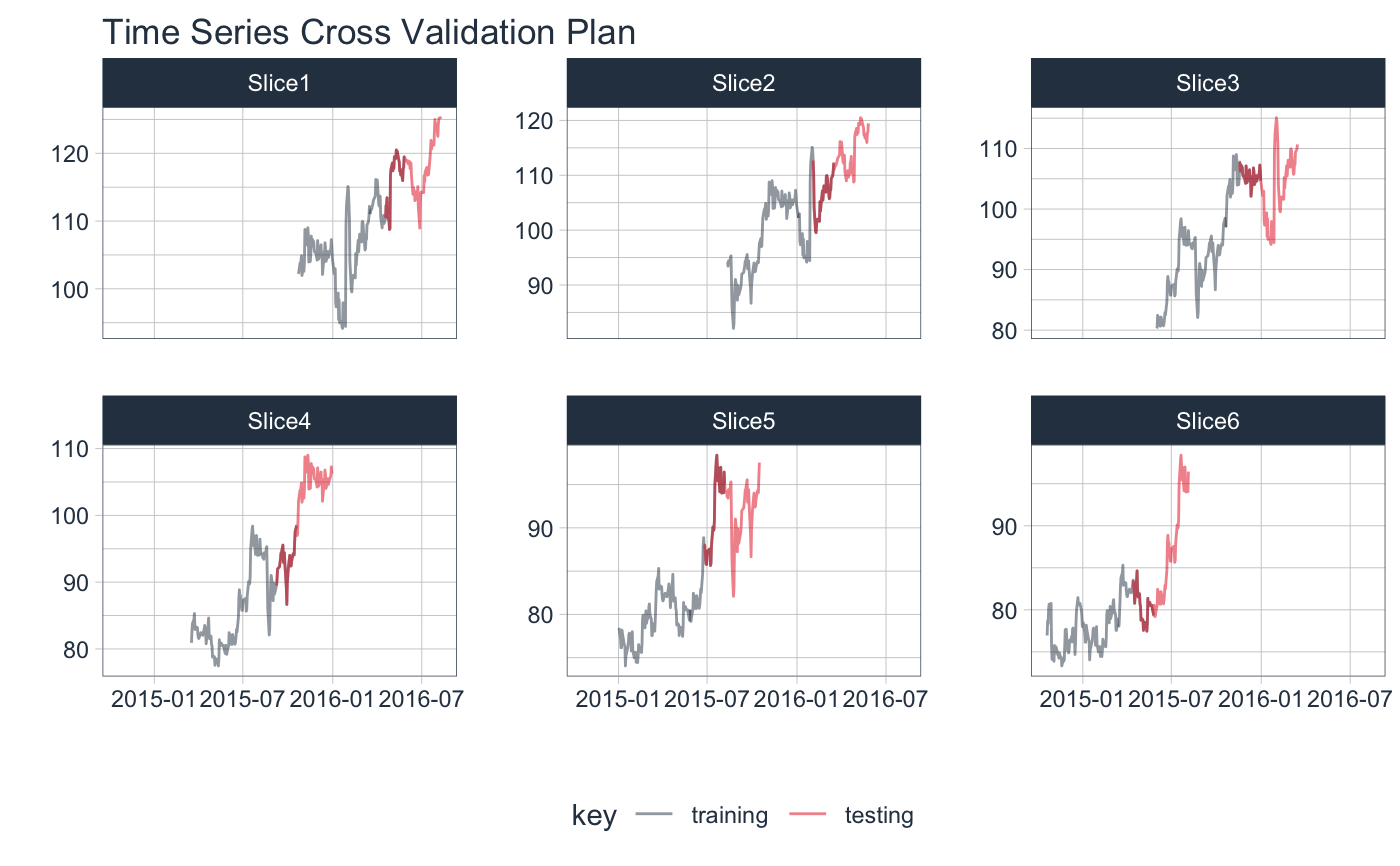 Time Series Cross Validation Plan
Slice1 Slice2 Slice3
120 110 100
120 110 100 90
110 100 90 80
Slice4 Slice5 Slice6
110 100 90 80
90 80
90 80
2015-01 2015-07 2016-01 2016-07 2015-01 2015-07 2016-01 2016-07 2015-01 2015-07 2016-01 2016-07
key training testing